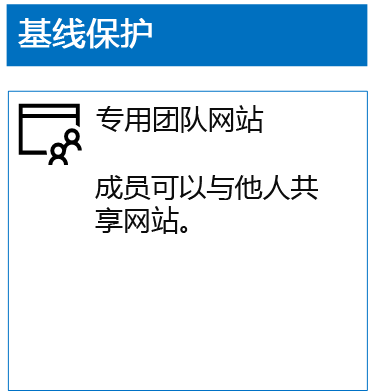 基线保护
专用团队网站
成员可以与他人共
享网站。